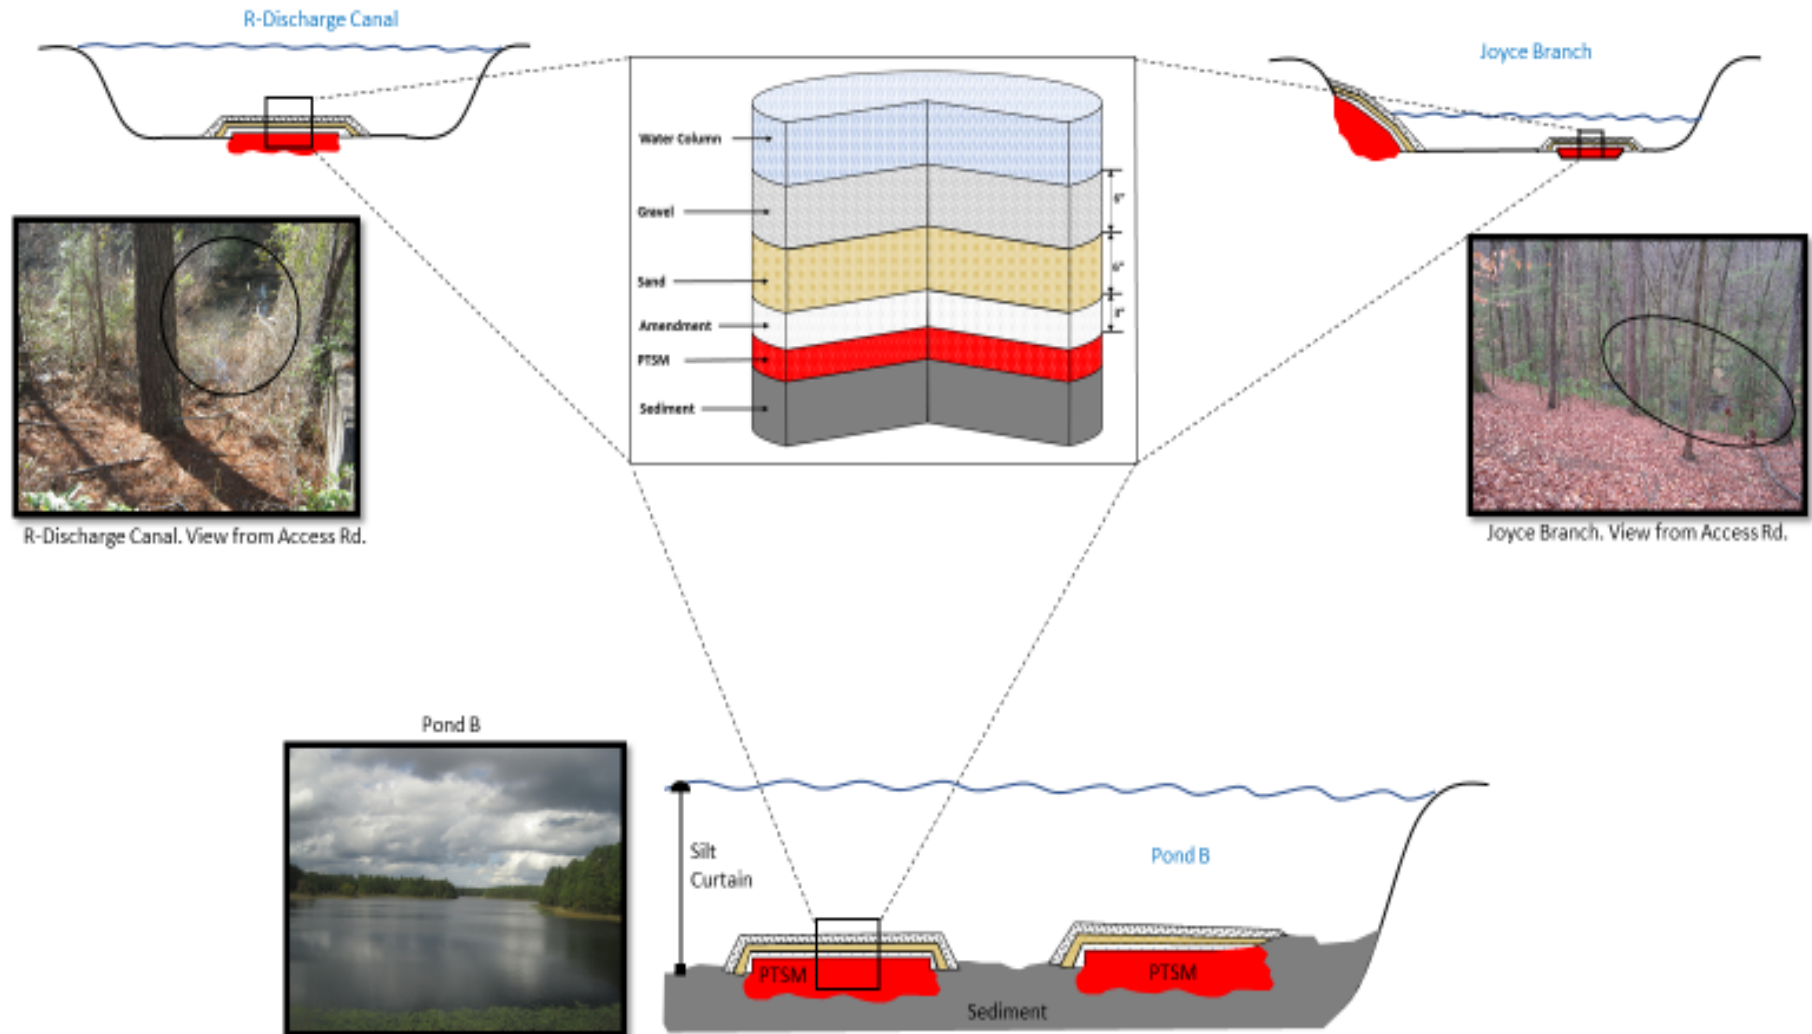 R-Discharge Canal
Joyce Branch
Water Column
Gravel
Sand
Amendment
PTSM
Sediment
6"
R-Discharge Canal. View from Access Rd.
Joyce Branch. View from Access Rd.
Pond B
Silt
Curtain
Pond B
PTSM
PTSM
Sediment